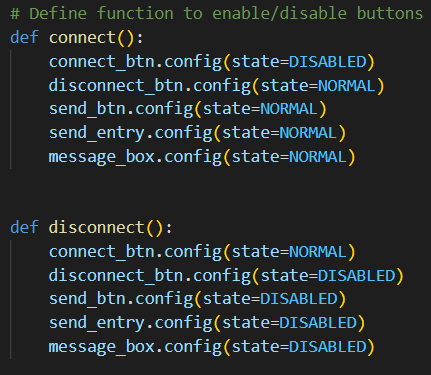 # Define function to enable/disable buttons
def connect():
    connect_btn.config(state=DISABLED)
    disconnect_btn.config(state=NORMAL)
    send_btn.config(state=NORMAL)
    send_entry.config(state=NORMAL)
    message_box.config(state=NORMAL)
def disconnect():
    connect_btn.config(state=NORMAL)
    disconnect_btn.config(state=DISABLED)
    send_btn.config(state=DISABLED)
    send_entry.config(state=DISABLED)
    message_box.config(state=DISABLED)